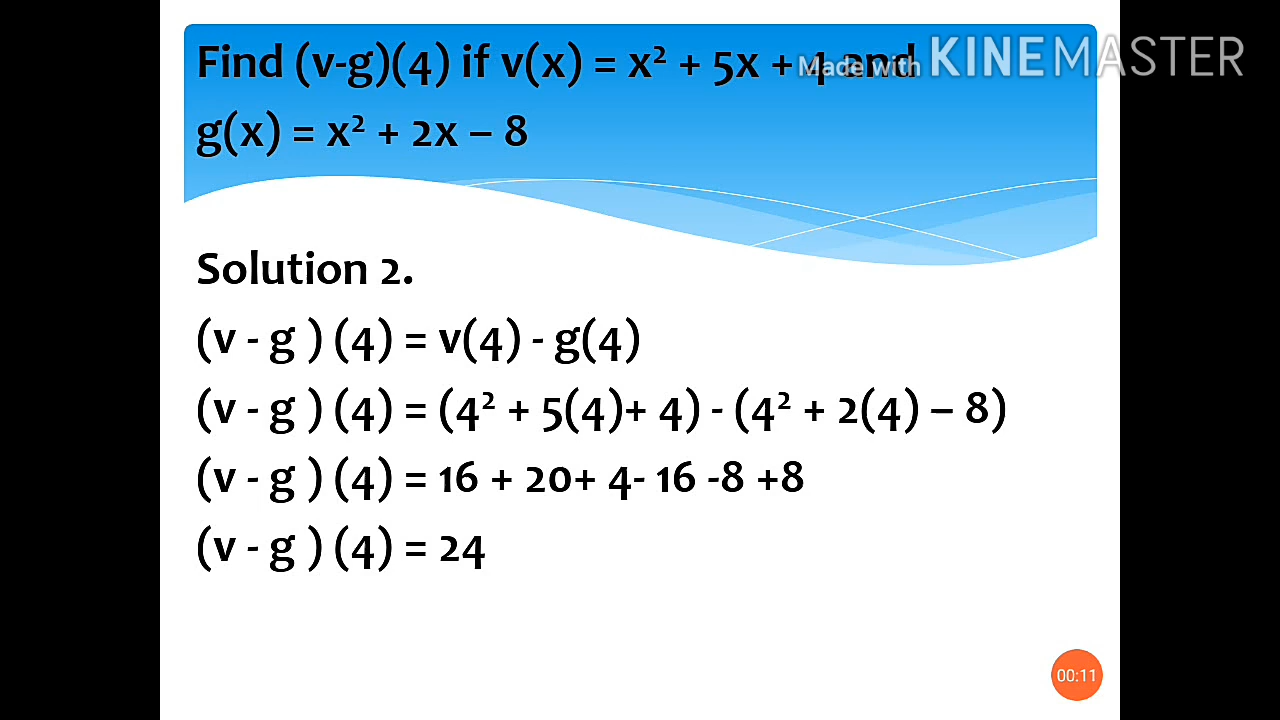 Find (v-g)(4) if v(x) = x² + 5x + 4 and
Made with KINEMASTER
g(x) = x² + 2x – 8
Solution 2.
(v - g ) (4) = v(4) - g(4)
(v - g ) (4) = (4² + 5(4)+ 4) - (4² + 2(4) – 8)
(v - g ) (4) = 16 + 20+ 4- 16 -8 +8
(v - g ) (4) = 24
00:11